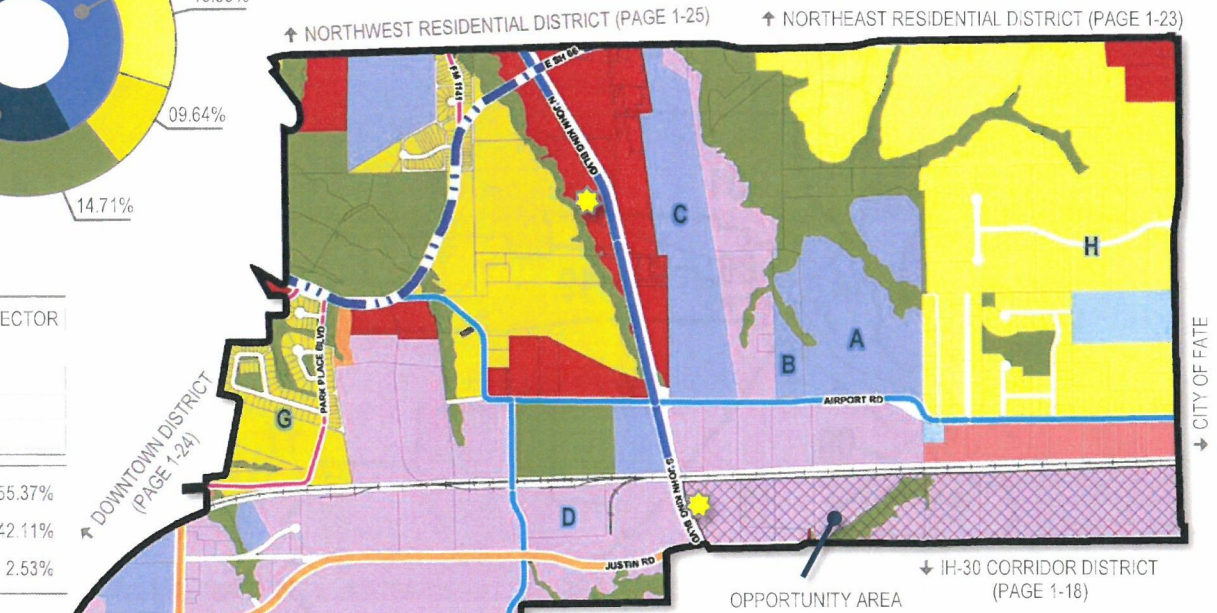 ↑ NORTHWEST RESIDENTIAL DISTRICT (PAGE 1-25)
↑ NORTHEAST RESIDENTIAL DISTRICT (PAGE 1-23)
09.64%
14.71%
ECTOR
55.37%
42.11%
2.53%
FM 1141
E SH 66
N JOHN KING BLVD
C
H
A
B
G
D
PARK PLACE BLVD
AIRPORT RD
S JOHN KING BLVD
JUSTIN RD
↖ DOWNTOWN DISTRICT
(PAGE 1-24)
↓ CITY OF FATE
OPPORTUNITY AREA
↓ IH-30 CORRIDOR DISTRICT
(PAGE 1-18)